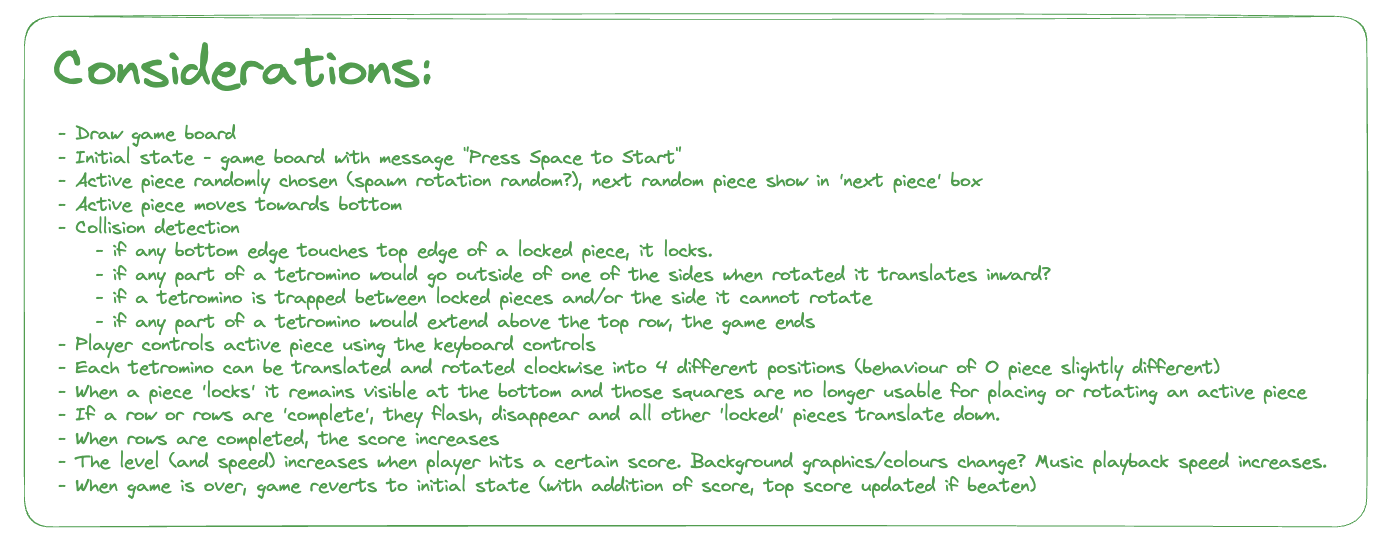 Considerations:
- Draw game board
- Initial state - game board with message "Press Space to Start"
- Active piece randomly chosen (spawn rotation random?), next random piece show in 'next piece' box
- Active piece moves towards bottom
- Collision detection
- if any bottom edge touches top edge of a locked piece, it locks.
- if any part of a tetromino would go outside of one of the sides when rotated it translates inward?
- if a tetromino is trapped between locked pieces and/or the side it cannot rotate
- if any part of a tetromino would extend above the top row, the game ends
- Player controls active piece using the keyboard controls
- Each tetromino can be translated and rotated clockwise into 4 different positions (behaviour of O piece slightly different)
- When a piece 'locks' it remains visible at the bottom and those squares are no longer usable for placing or rotating an active piece
- If a row or rows are 'complete', they flash, disappear and all other 'locked' pieces translate down.
- When rows are completed, the score increases
- The level (and speed) increases when player hits a certain score. Background graphics/colours change? Music playback speed increases.
- When game is over, game reverts to initial state (with addition of score, top score updated if beaten)